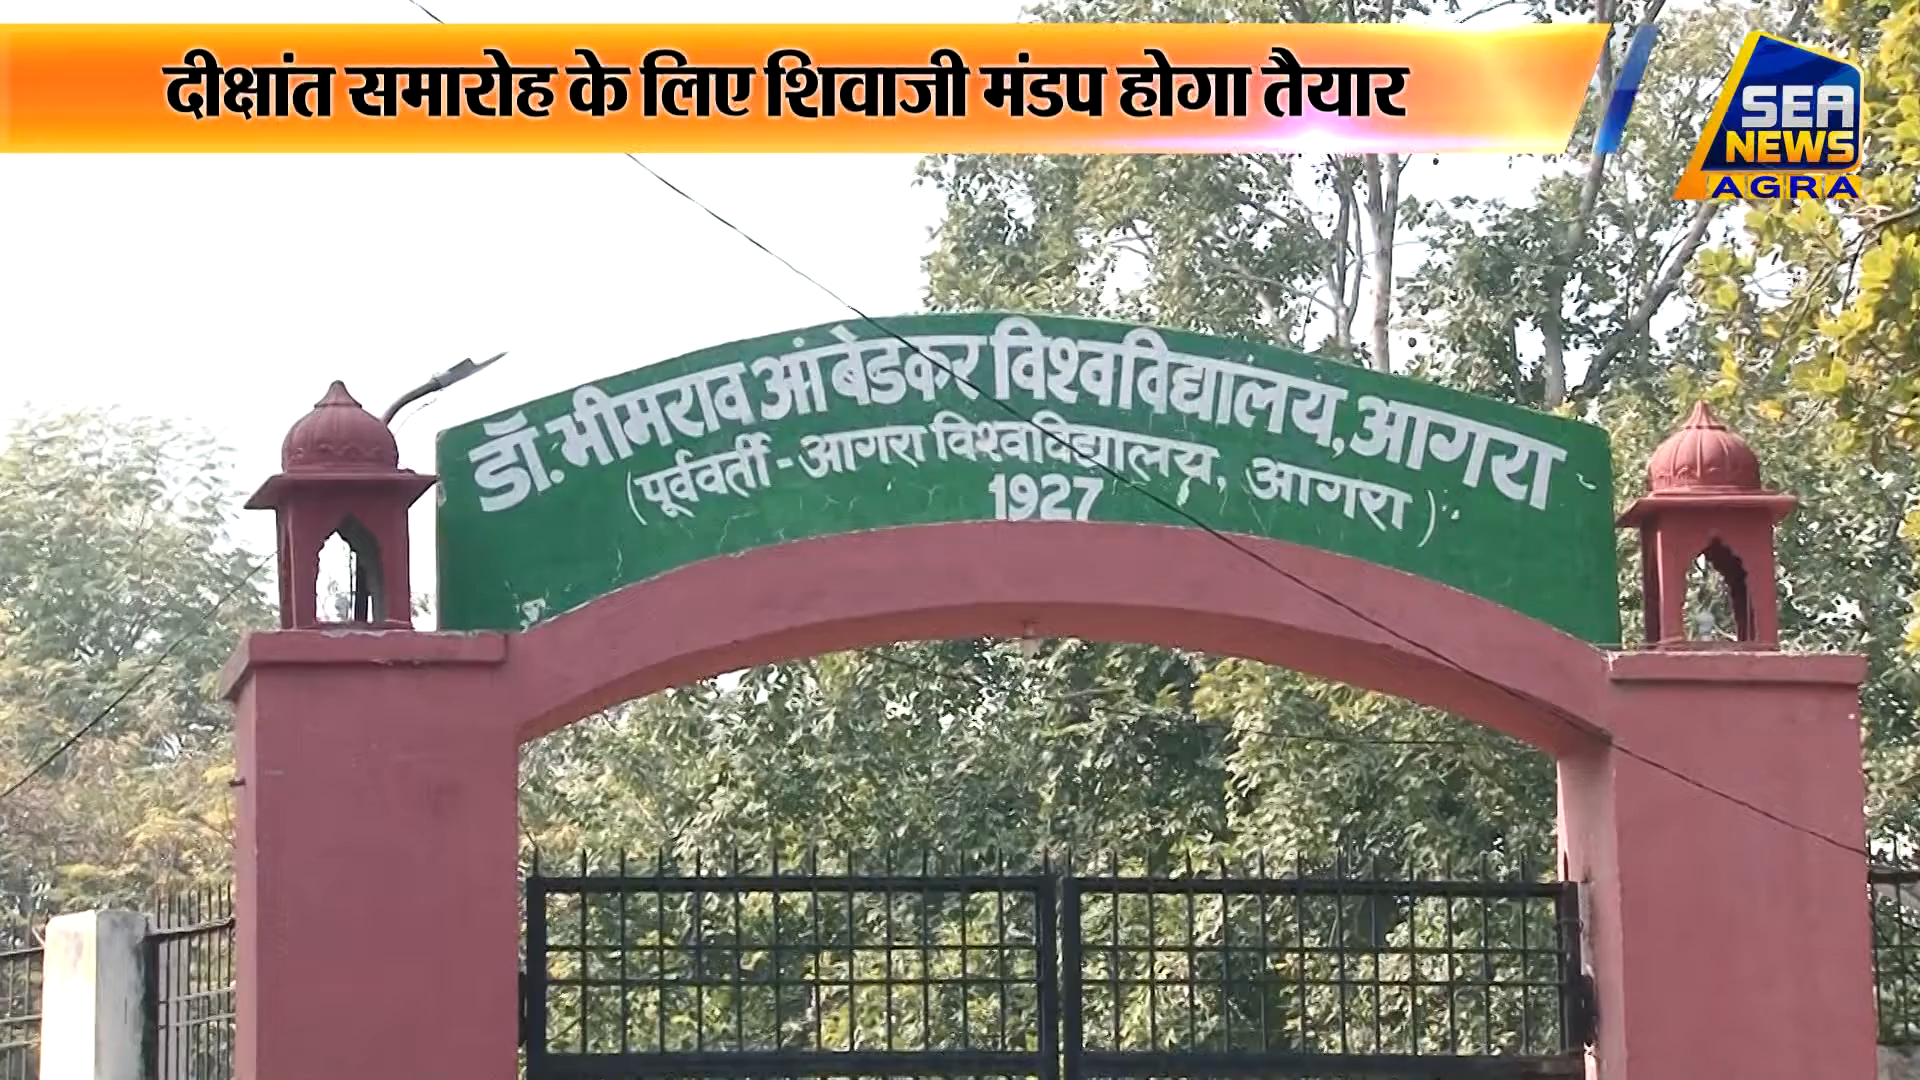 दीक्षांत समारोह के लिए शिवाजी मंडप होगा तैयार
SEA
NEWS
AGRA
डॉ. भीमराव आंबेडकर विश्वविद्यालय, आगरा
(पूर्ववर्ती - आगरा विश्वविद्यालय, आगरा)
1927